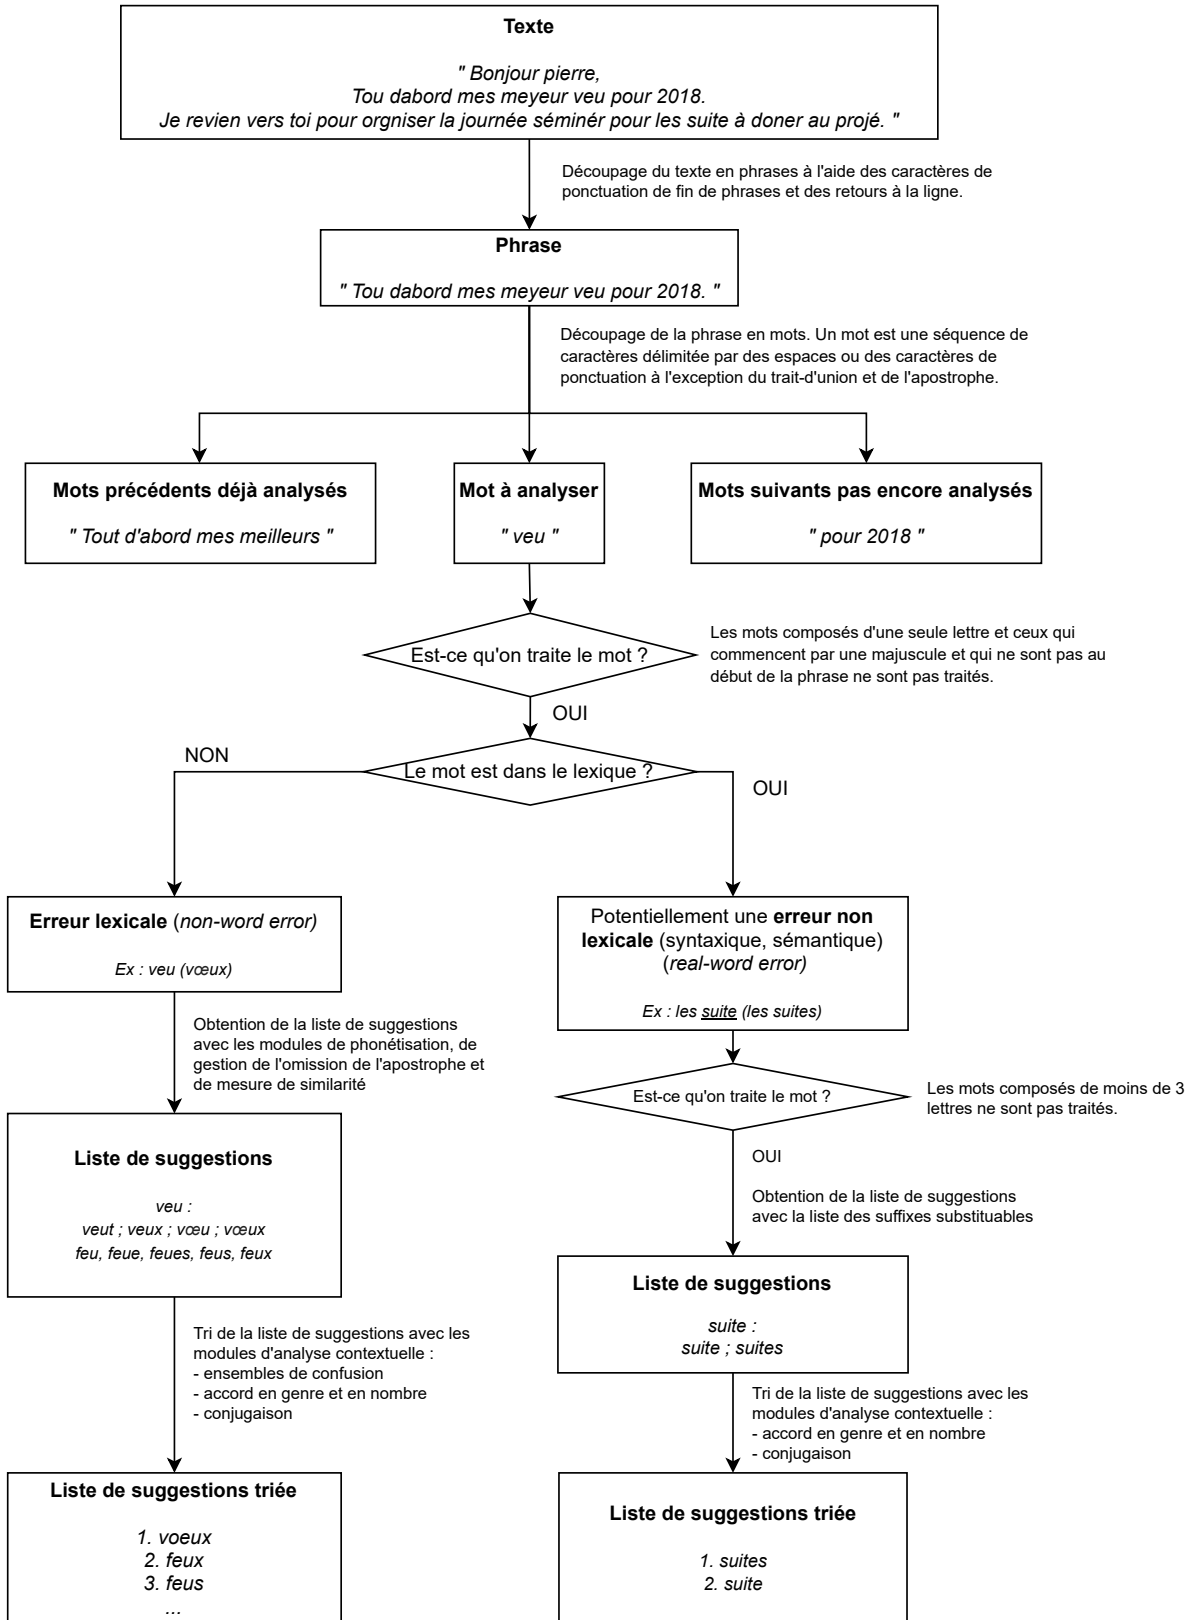 Texte
" Bonjour pierre,
Tou dabord mes meyeur veu pour 2018.
Je revien vers toi pour orgniser la journée séminér pour les suite à doner au projé. "
Découpage du texte en phrases à l'aide des caractères de
ponctuation de fin de phrases et des retours à la ligne.
Phrase
" Tou dabord mes meyeur veu pour 2018. "
Découpage de la phrase en mots. Un mot est une séquence de
caractères délimitée par des espaces ou des caractères de
ponctuation à l'exception du trait-d'union et de l'apostrophe.
Mots précédents déjà analysés
" Tout d'abord mes meilleurs "
Mot à analyser
" veu "
Mots suivants pas encore analysés
" pour 2018 "
Est-ce qu'on traite le mot ?
Les mots composés d'une seule lettre et ceux qui
commencent par une majuscule et qui ne sont pas au
début de la phrase ne sont pas traités.
OUI
Le mot est dans le lexique ?
NON
OUI
Erreur lexicale (non-word error)
Ex : veu (vœux)
Potentiellement une erreur non
lexicale (syntaxique, sémantique)
(real-word error)
Ex : les suite (les suites)
Obtention de la liste de suggestions
avec les modules de phonétisation, de
gestion de l'omission de l'apostrophe et
de mesure de similarité
Est-ce qu'on traite le mot ?
Les mots composés de moins de 3
lettres ne sont pas traités.
OUI
Obtention de la liste de suggestions
avec la liste des suffixes substituables
Liste de suggestions
veu :
veut ; veux ; vœu ; vœux
feu, feue, feues, feus, feux
Liste de suggestions
suite :
suite ; suites
Tri de la liste de suggestions avec les
modules d'analyse contextuelle :
- ensembles de confusion
- accord en genre et en nombre
- conjugaison
Tri de la liste de suggestions avec les
modules d'analyse contextuelle :
- accord en genre et en nombre
- conjugaison
Liste de suggestions triée
1. voeux
2. feux
3. feus
...
Liste de suggestions triée
1. suites
2. suite